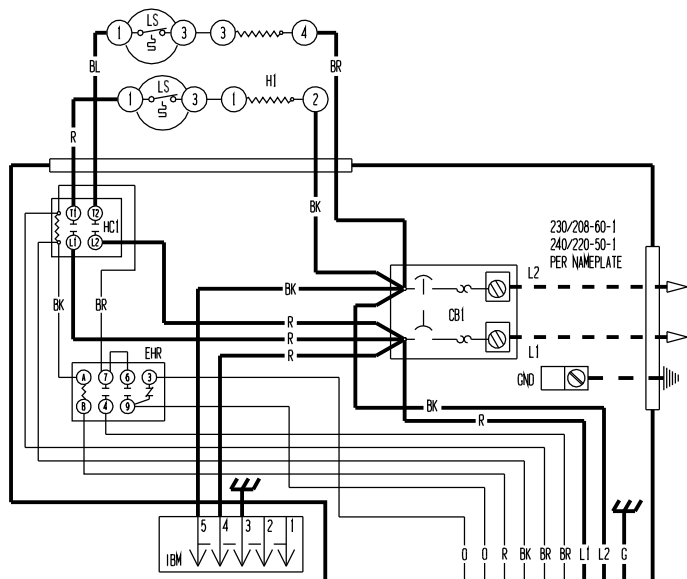 1 LS 3 3 4
BL
BR
1 LS 3 1 H1 2
R
BK
T1 T2 HC1
L1 L2
230/208-60-1
240/220-50-1
PER NAMEPLATE
L2
BK
BK BR
CB1
R
R
R
L1
EHR
A 7 6 3
GND
B 4 9
BK
R
5 4 3 2 1
IBM
O O R BK BR BR L1 L2 G